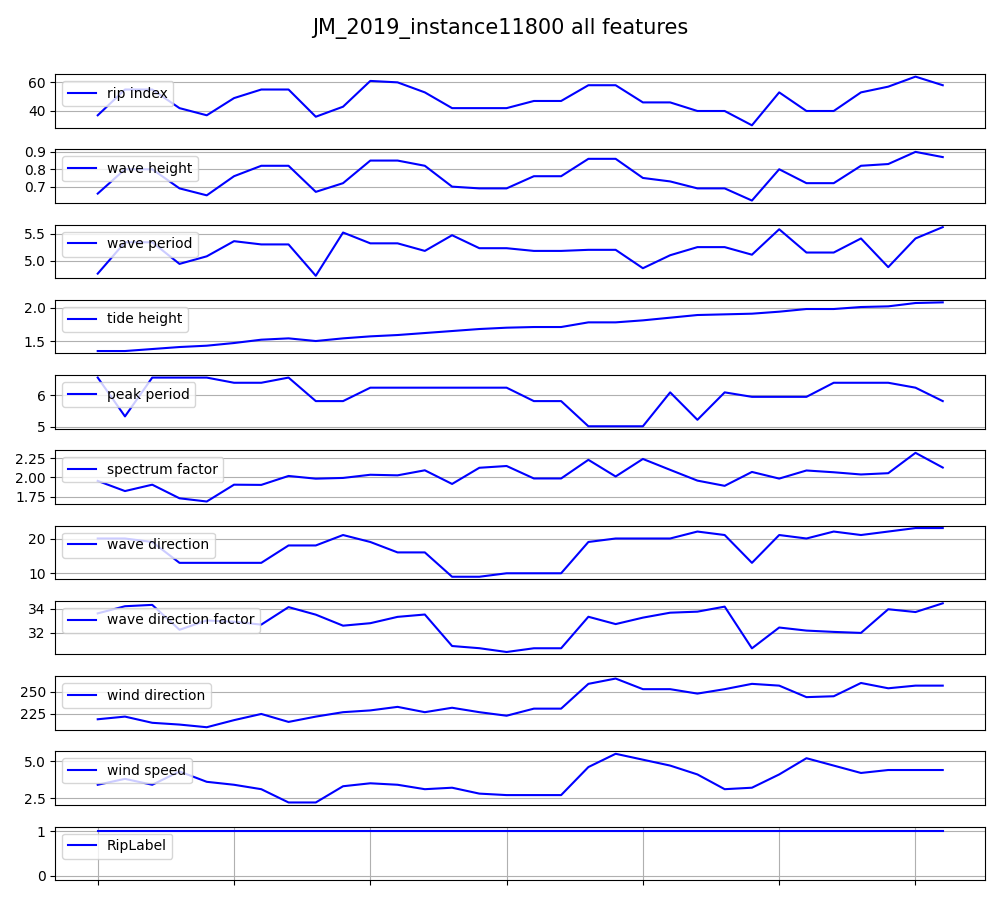 JM_2019_instance11800 all features
60
40
rip index
0.9
0.8
0.7
wave height
5.5
5.0
wave period
2.0
1.5
tide height
6
5
peak period
2.25
2.00
1.75
spectrum factor
20
10
wave direction
34
32
wave direction factor
250
225
wind direction
5.0
2.5
wind speed
1
0
RipLabel